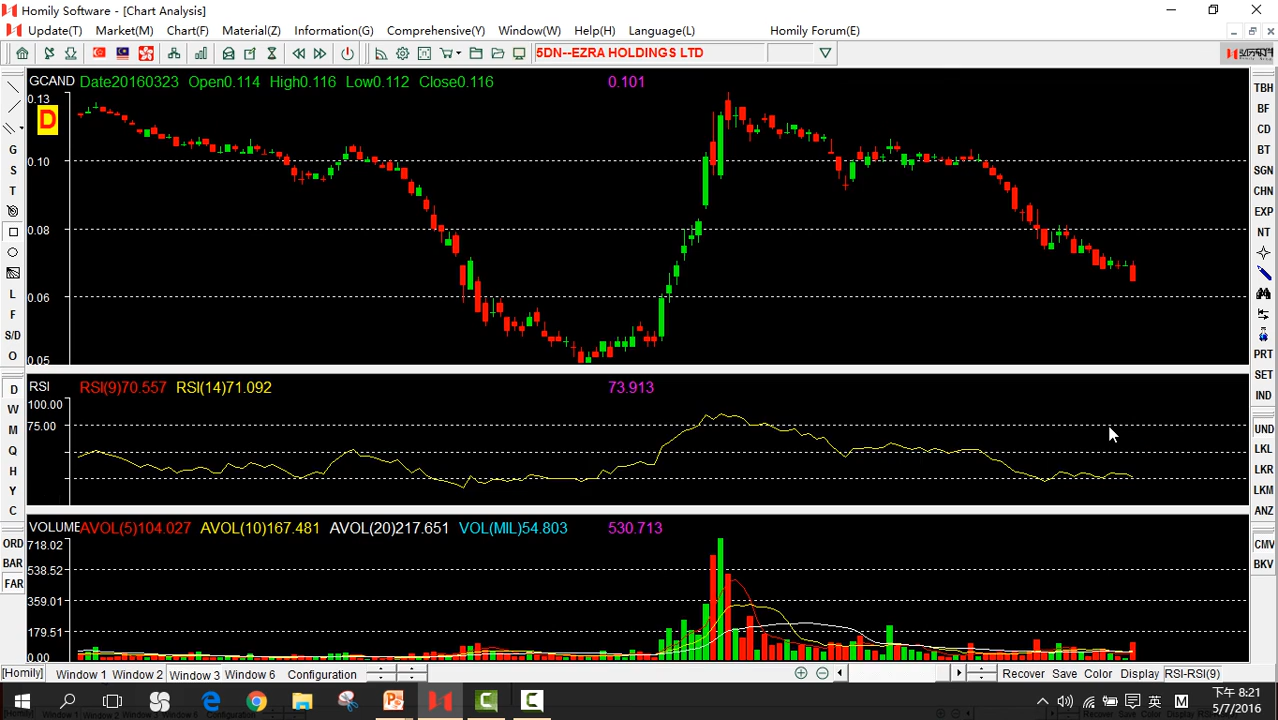 Homily Software - [Chart Analysis]
Update(T) Market(M) Chart(F) Material(Z) Information(G) Comprehensive(Y) Window(W) Help(H) Language(L) Homily Forum(E)
5DN--EZRA HOLDINGS LTD
GCAND Date20160323 Open0.114 High0.116 Low0.112 Close0.116 0.101
0.13
D
0.10
0.08
0.06
0.05
RSI RSI(9)70.557 RSI(14)71.092 73.913
100.00
75.00
VOLUME AVOL(5)104.027 AVOL(10)167.481 AVOL(20)217.651 VOL(MIL)54.803 530.713
718.02
538.52
359.01
179.51
0.00
G
S
T
L
F
S/D
O
D
W
M
Q
H
Y
C
ORD
BAR
FAR
TBH
BF
CD
BT
SGN
CHN
EXP
NT
PRT
SET
IND
UND
LKL
LKR
LKM
ANZ
CMV
BKV
[Homily] Window 1 Window 2 Window 3 Window 6 Configuration Recover Save Color Display RSI-RSI(9)
英 M 下午 8:21
5/7/2016